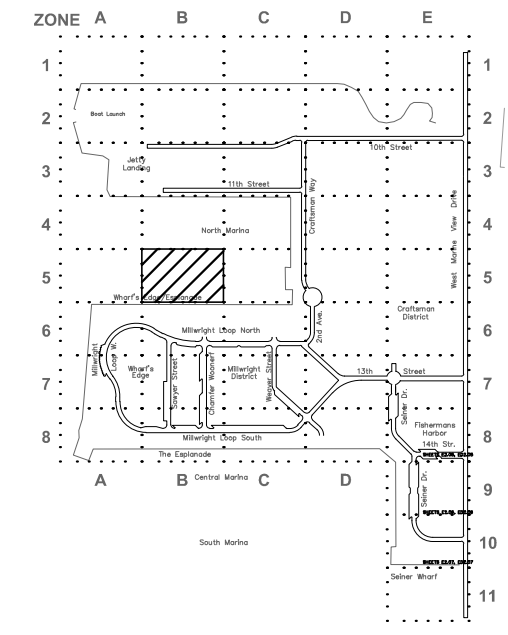 ZONE A B C D E
1 1
2 2
Boat Launch
10th Street
3 3
Jetty
Landing
11th Street
Craftsman Way
West Marine View Drive
4 4
North Marina
5 5
Wharf's Edge/Esplanade
Craftsman
District
6 6
Millwright Loop North
2nd Ave.
Millwright
Loop W.
Wharf's
Edge
Sawyer Street
Chamfer Woonerf
Millwright
District
Weaver Street
13th Street
7 7
Seiner Dr.
Fishermans
Harbor
8 8
Millwright Loop South
14th Str.
The Esplanade
A B C D
Central Marina
Seiner Dr.
9
South Marina
10
Seiner Wharf
11